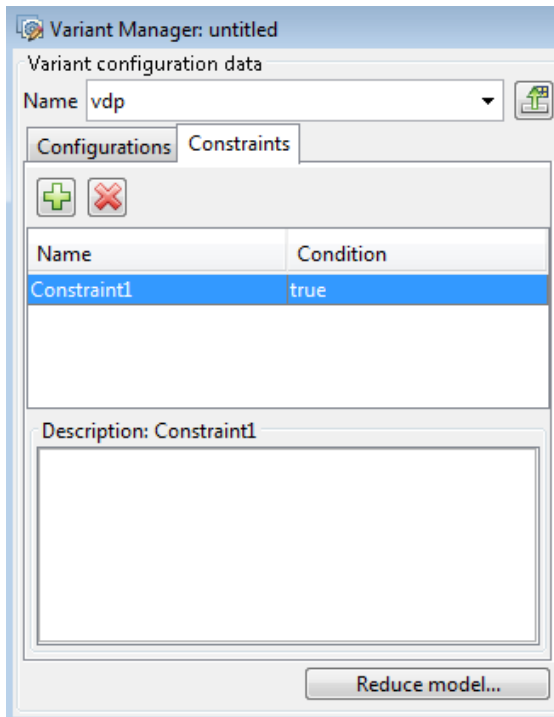 Variant Manager: untitled
Variant configuration data
Name vdp
Configurations Constraints
Name Condition
Constraint1 true
Description: Constraint1
Reduce model...